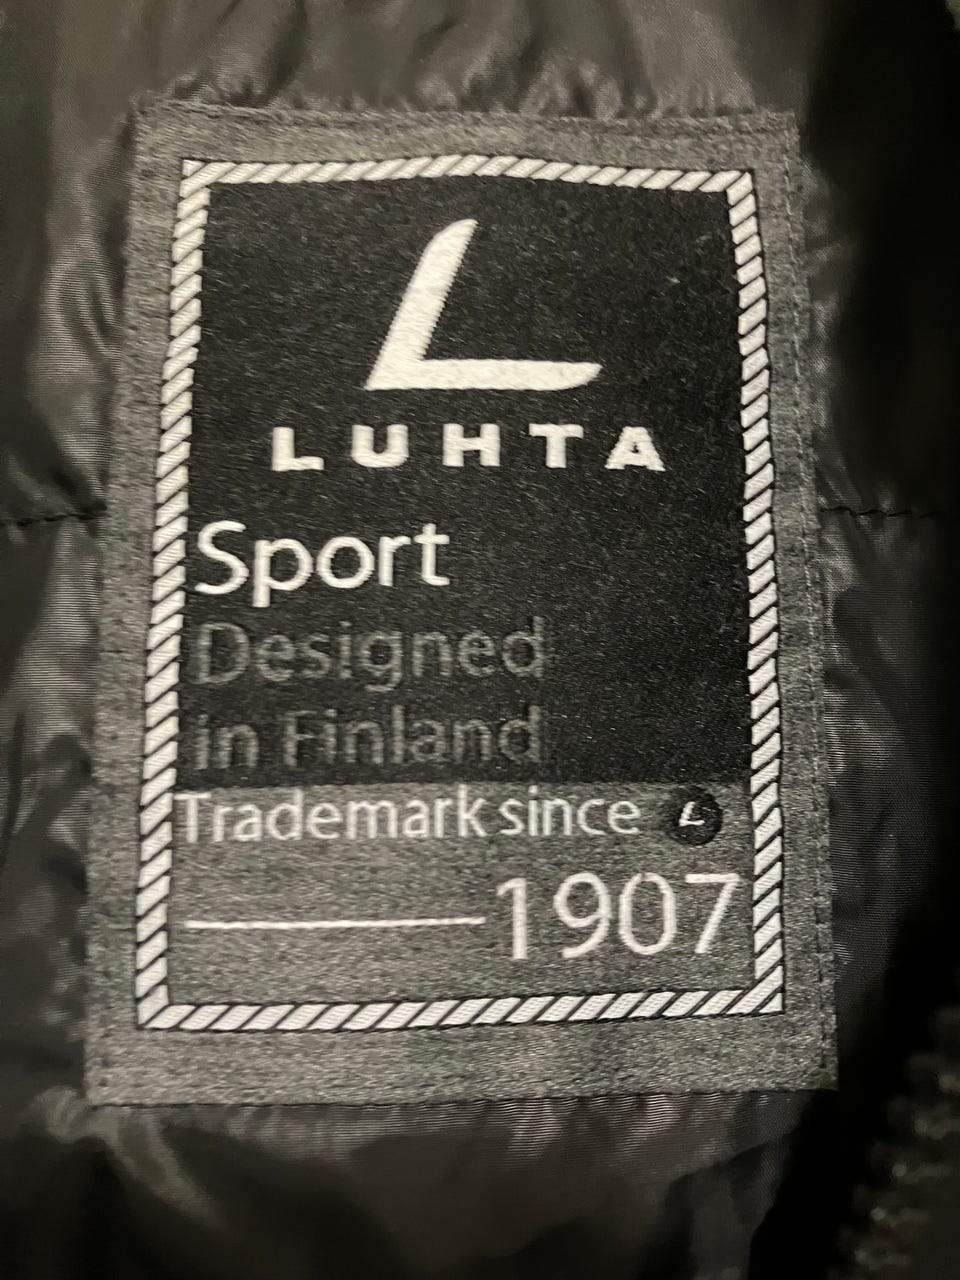 L
LUHTA
Sport
Designed
in Finland
Trademark since L
1907